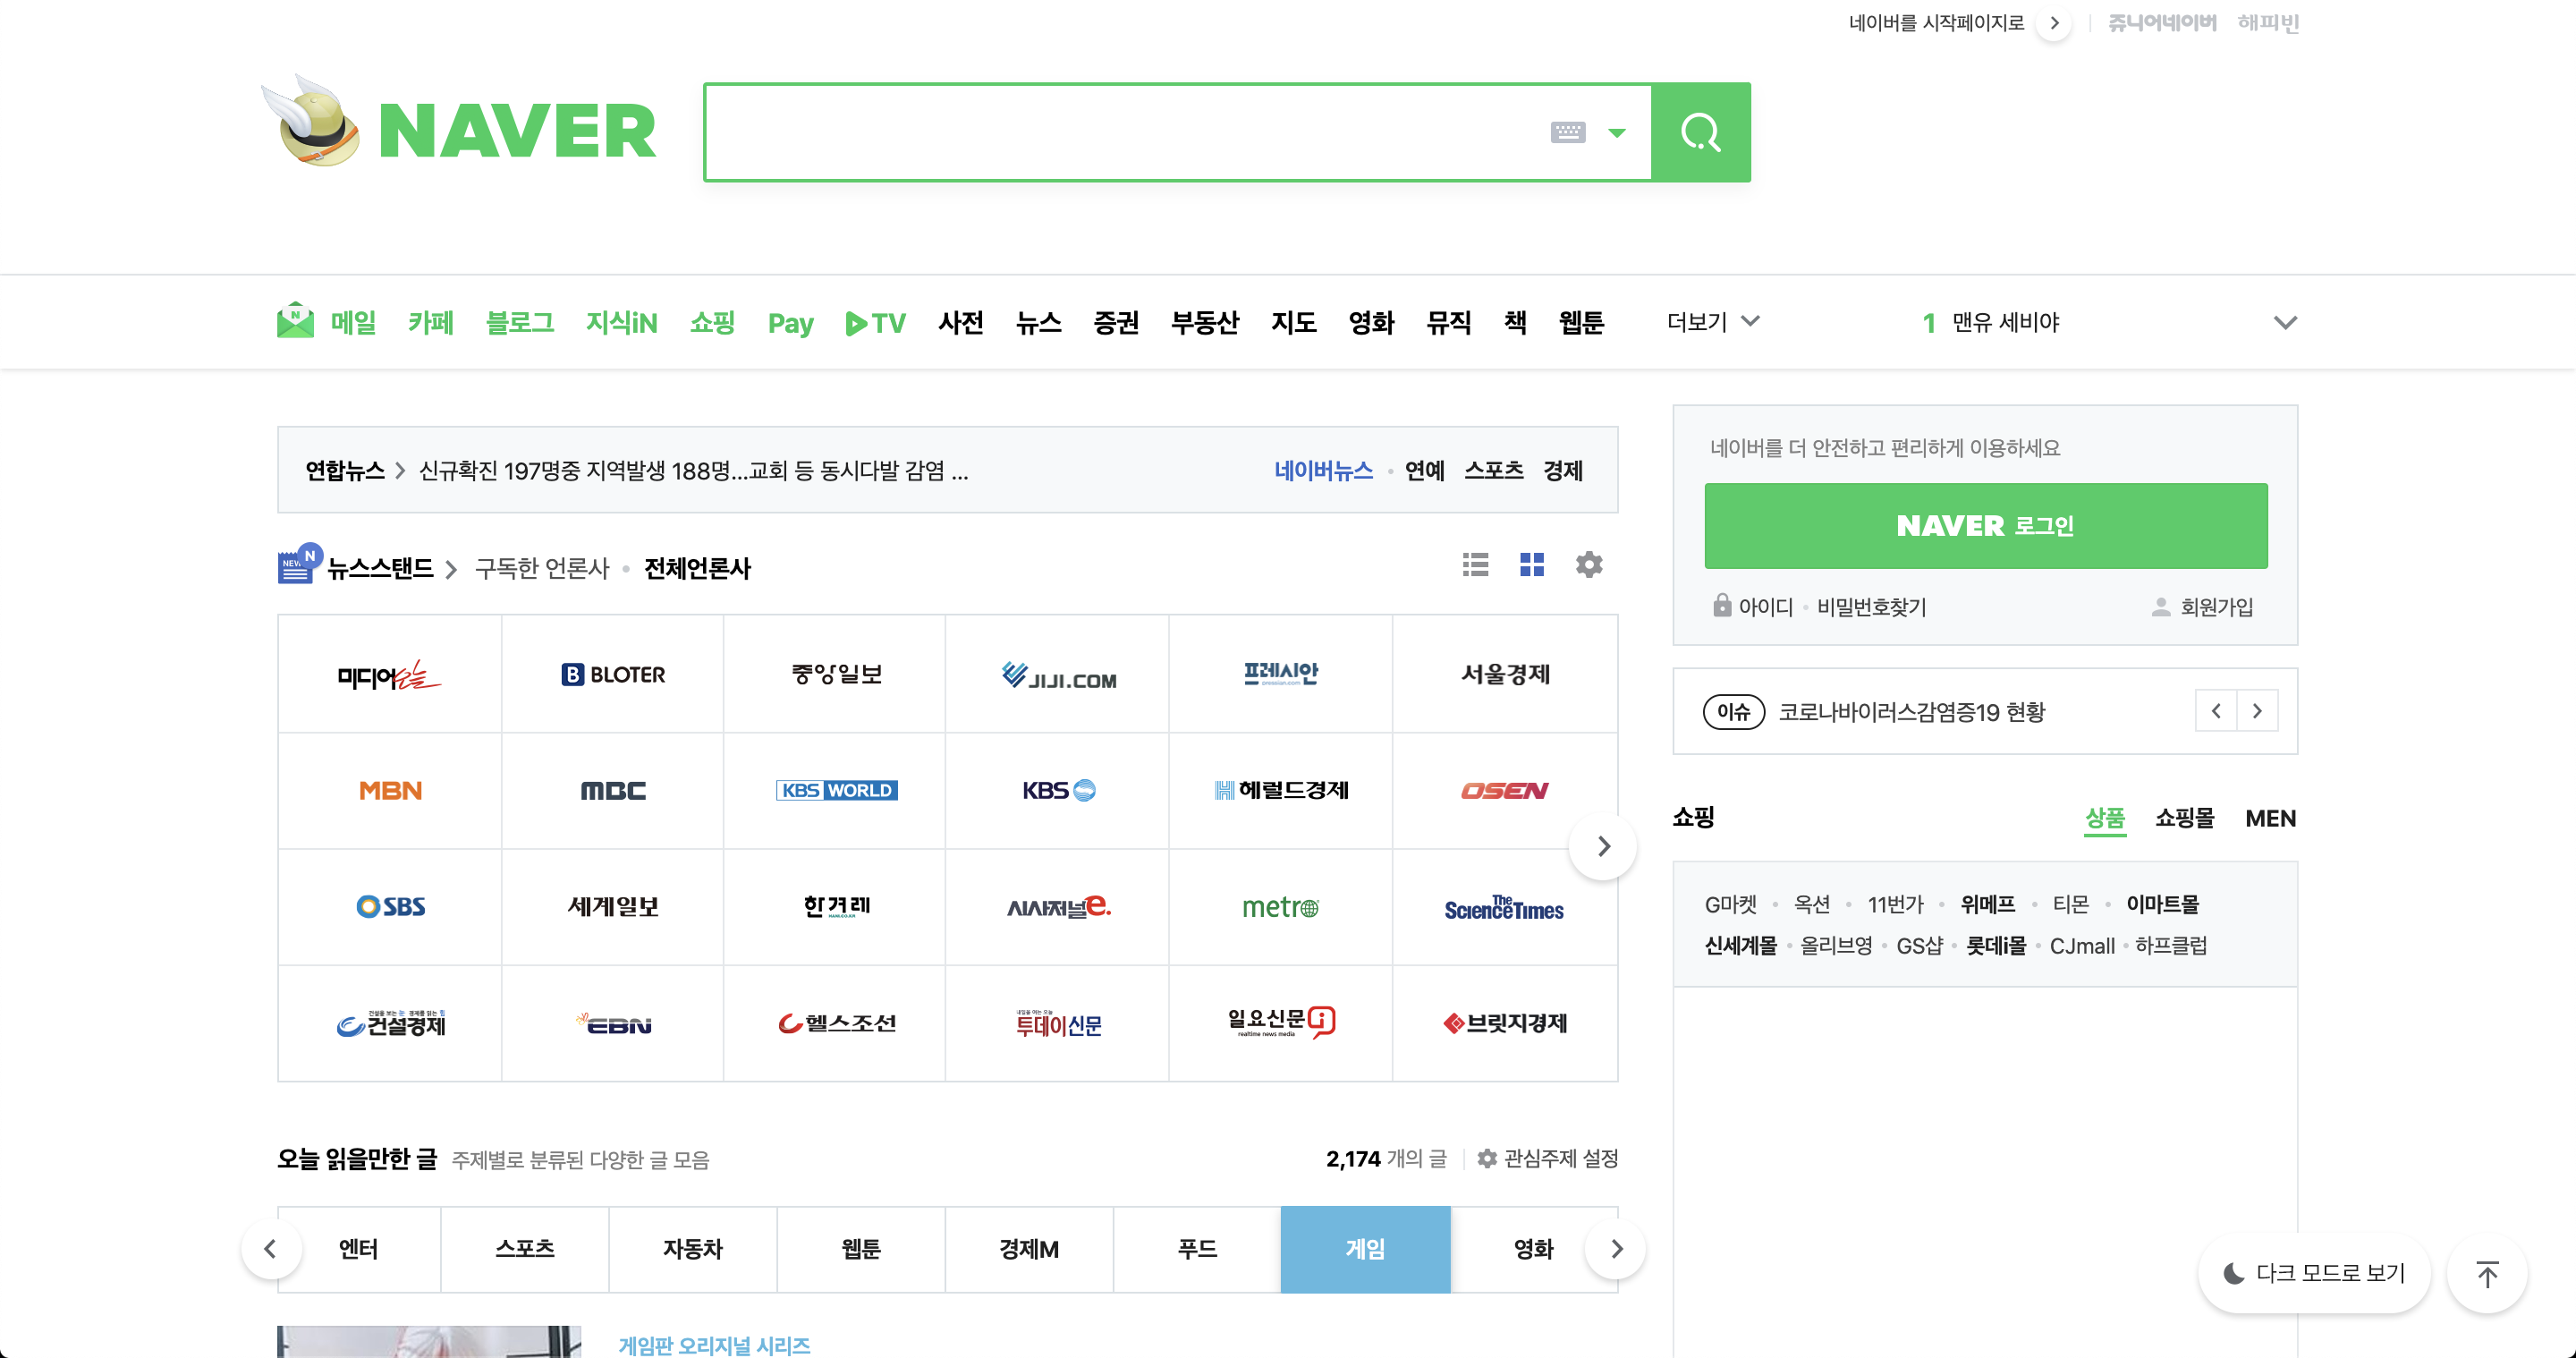 네이버를 시작페이지로 쥬니어네이버 해피빈
NAVER
메일 카페 블로그 지식iN 쇼핑 Pay TV 사전 뉴스 증권 부동산 지도 영화 뮤직 책 웹툰 더보기 1 맨유 세비야
연합뉴스 신규확진 197명중 지역발생 188명...교회 등 동시다발 감염 ... 네이버뉴스 연예 스포츠 경제
뉴스스탠드 구독한 언론사 전체언론사
미디어오늘 BLOTER 중앙일보 JIJI.COM 프레시안 서울경제
MBN MBC KBS WORLD KBS 헤럴드경제 OSEN
SBS 세계일보 한겨레 시사저널e. metro The ScienceTimes
건설경제 EBN 헬스조선 투데이신문 일요신문 브릿지경제
오늘 읽을만한 글 주제별로 분류된 다양한 글 모음 2,174 개의 글 관심주제 설정
엔터 스포츠 자동차 웹툰 경제M 푸드 게임 영화
게임판 오리지널 시리즈
네이버를 더 안전하고 편리하게 이용하세요
NAVER 로그인
아이디 비밀번호찾기 회원가입
이슈 코로나바이러스감염증19 현황
쇼핑 상품 쇼핑몰 MEN
G마켓 옥션 11번가 위메프 티몬 이마트몰
신세계몰 올리브영 GS샵 롯데i몰 CJmall 하프클럽
다크 모드로 보기